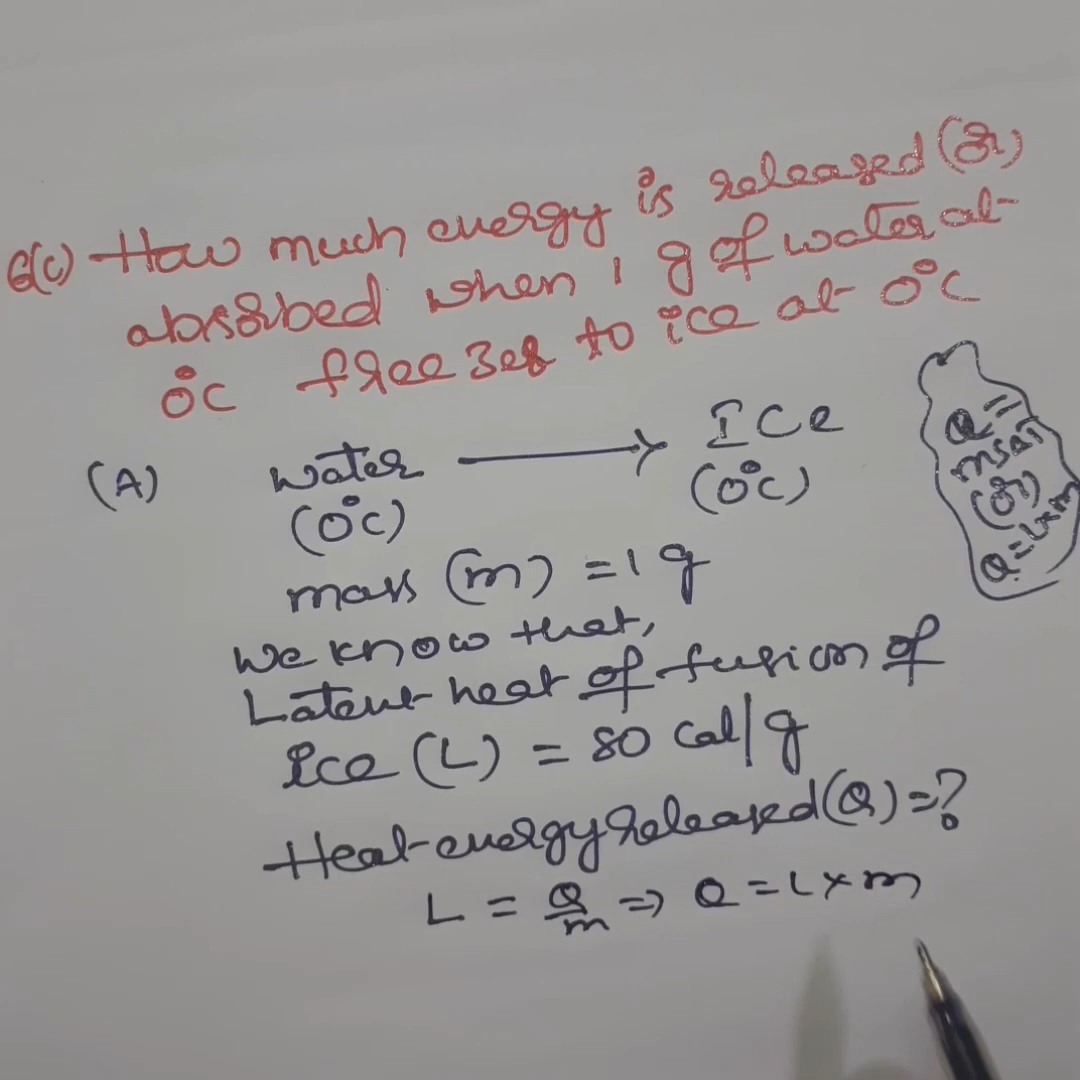 6(c) How much energy is released (or)
absorbed when 1 g of water at
0°C freezes to ice at 0°C
(A) Water → ICe
(0°C) (0°C)
mass (m) = 1 g
We know that,
Latent heat of fusion of
Ice (L) = 80 Cal/g
Heat energy released (Q) = ?
L = Q/m ⇒ Q = L × m
Q =
msΔT
(or)
Q = L×m